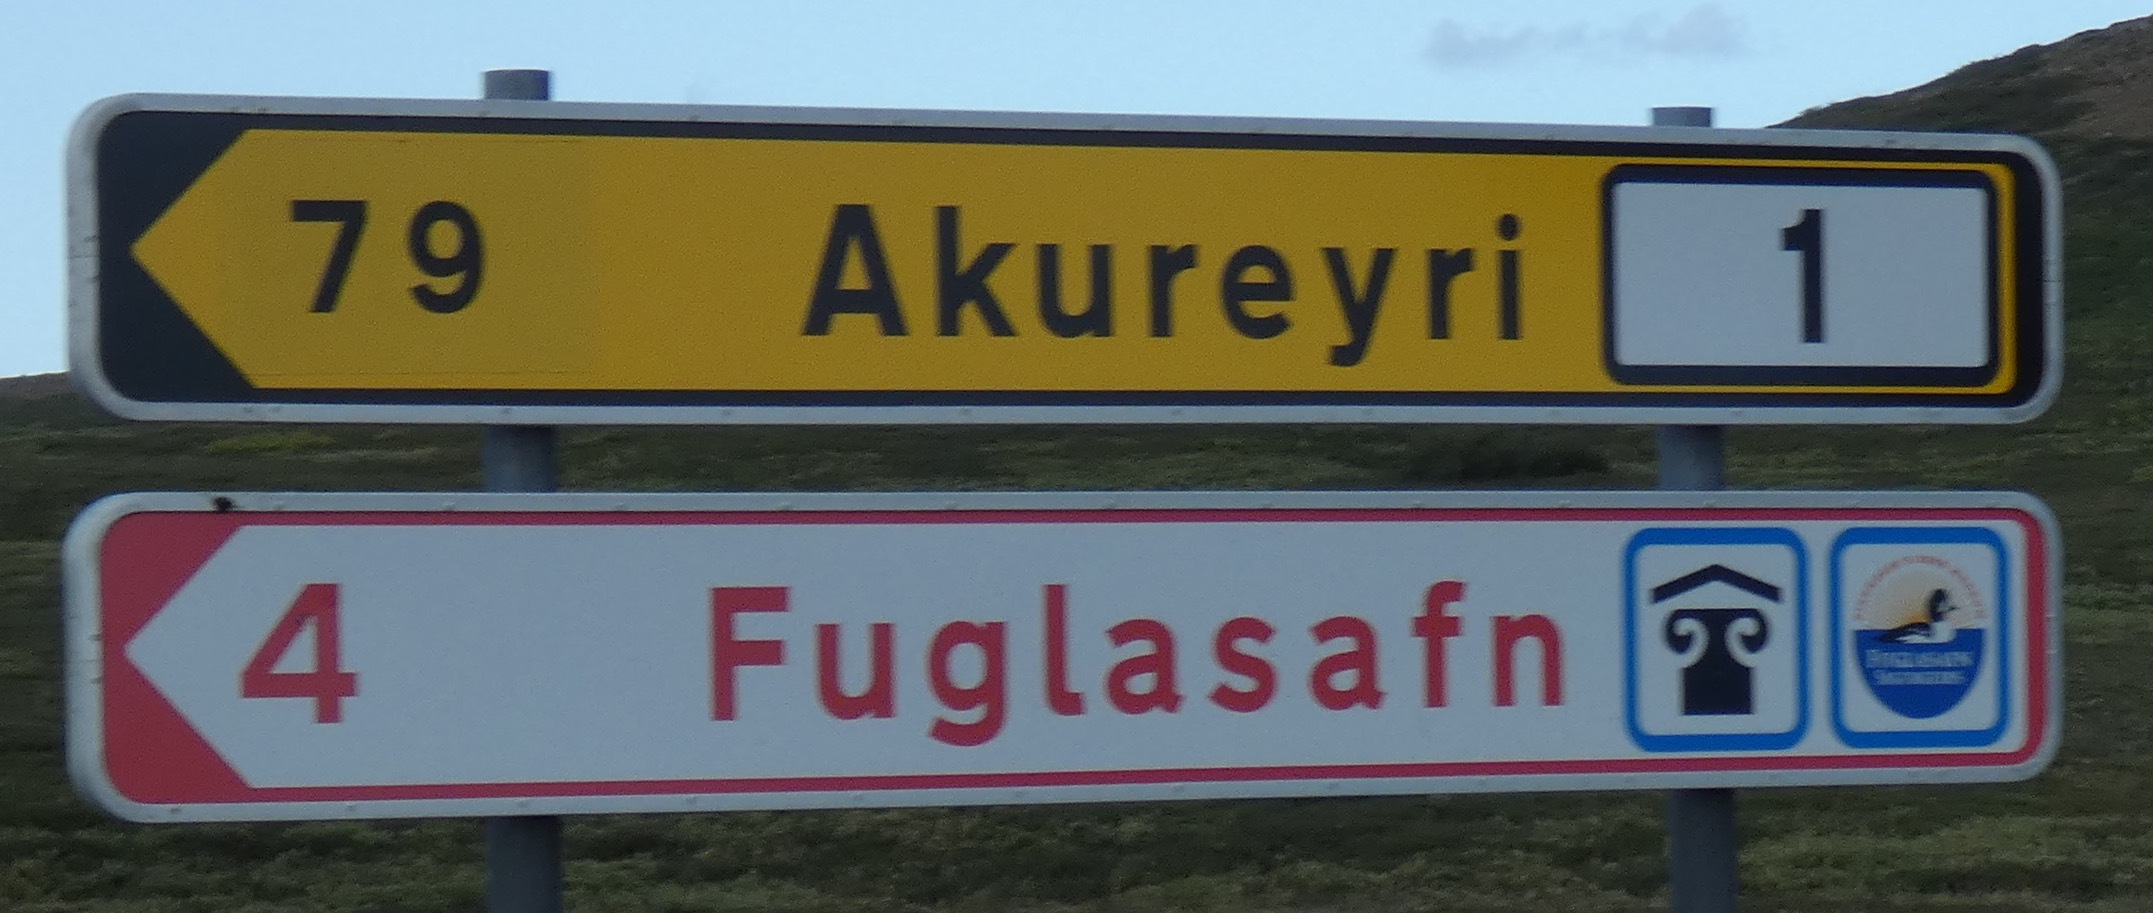 79 Akureyri 1
4 Fuglasafn